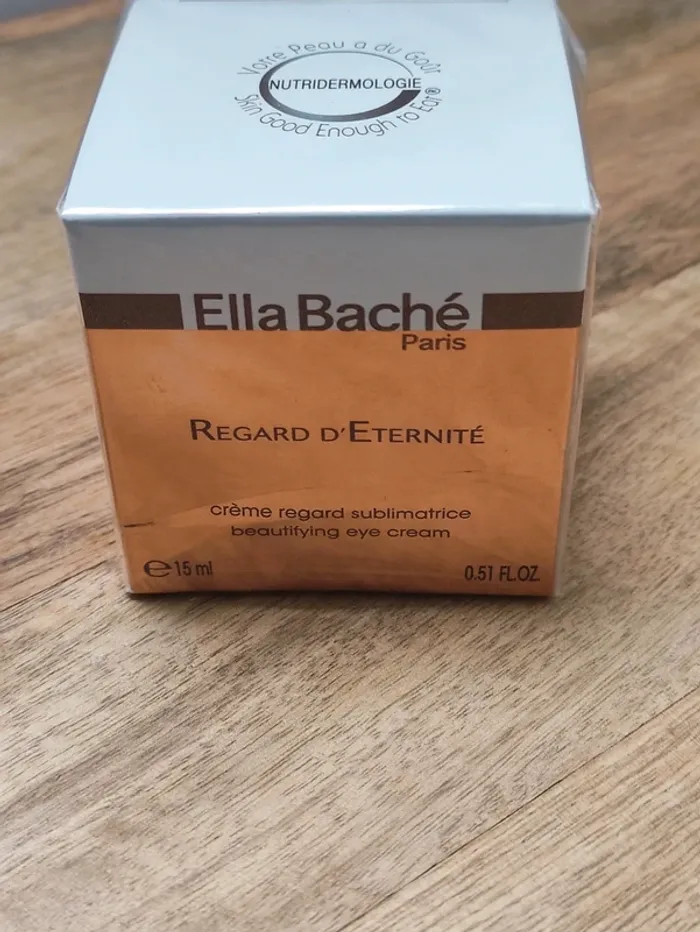 Votre Peau a du Goût
NUTRIDERMOLOGIE
Skin Good Enough to Eat®
Ella Baché
Paris
REGARD D'ETERNITÉ
crème regard sublimatrice
beautifying eye cream
℮ 15 ml
0.51 FL.OZ.